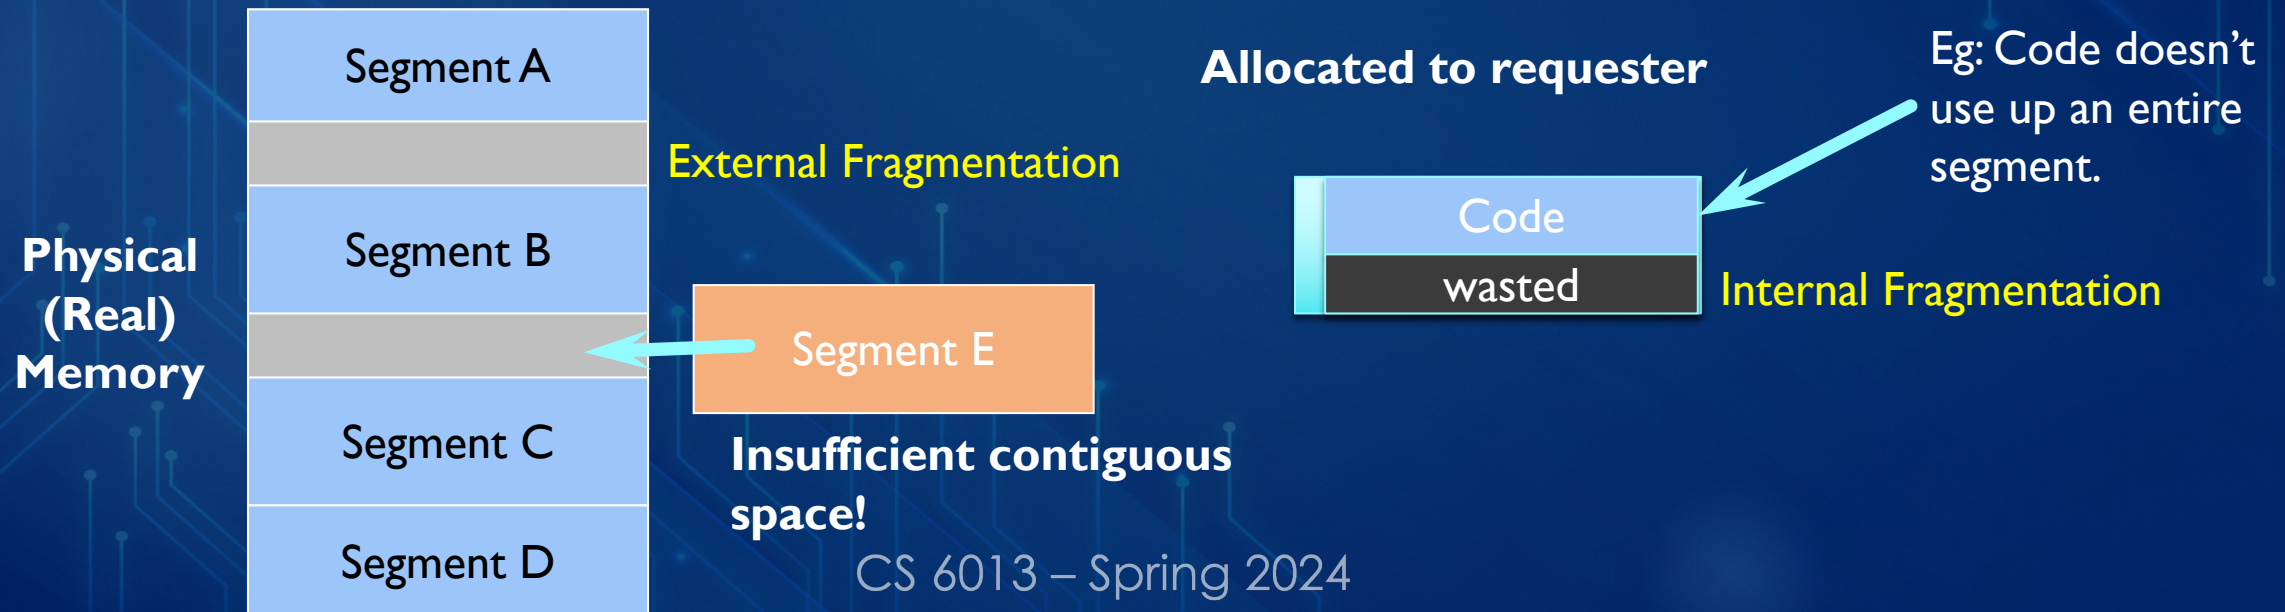 Segment A
Segment B
Segment C
Segment D
Physical
(Real)
Memory
External Fragmentation
Segment E
Insufficient contiguous
space!
Allocated to requester
Code
wasted
Internal Fragmentation
Eg: Code doesn’t
use up an entire
segment.
CS 6013 – Spring 2024